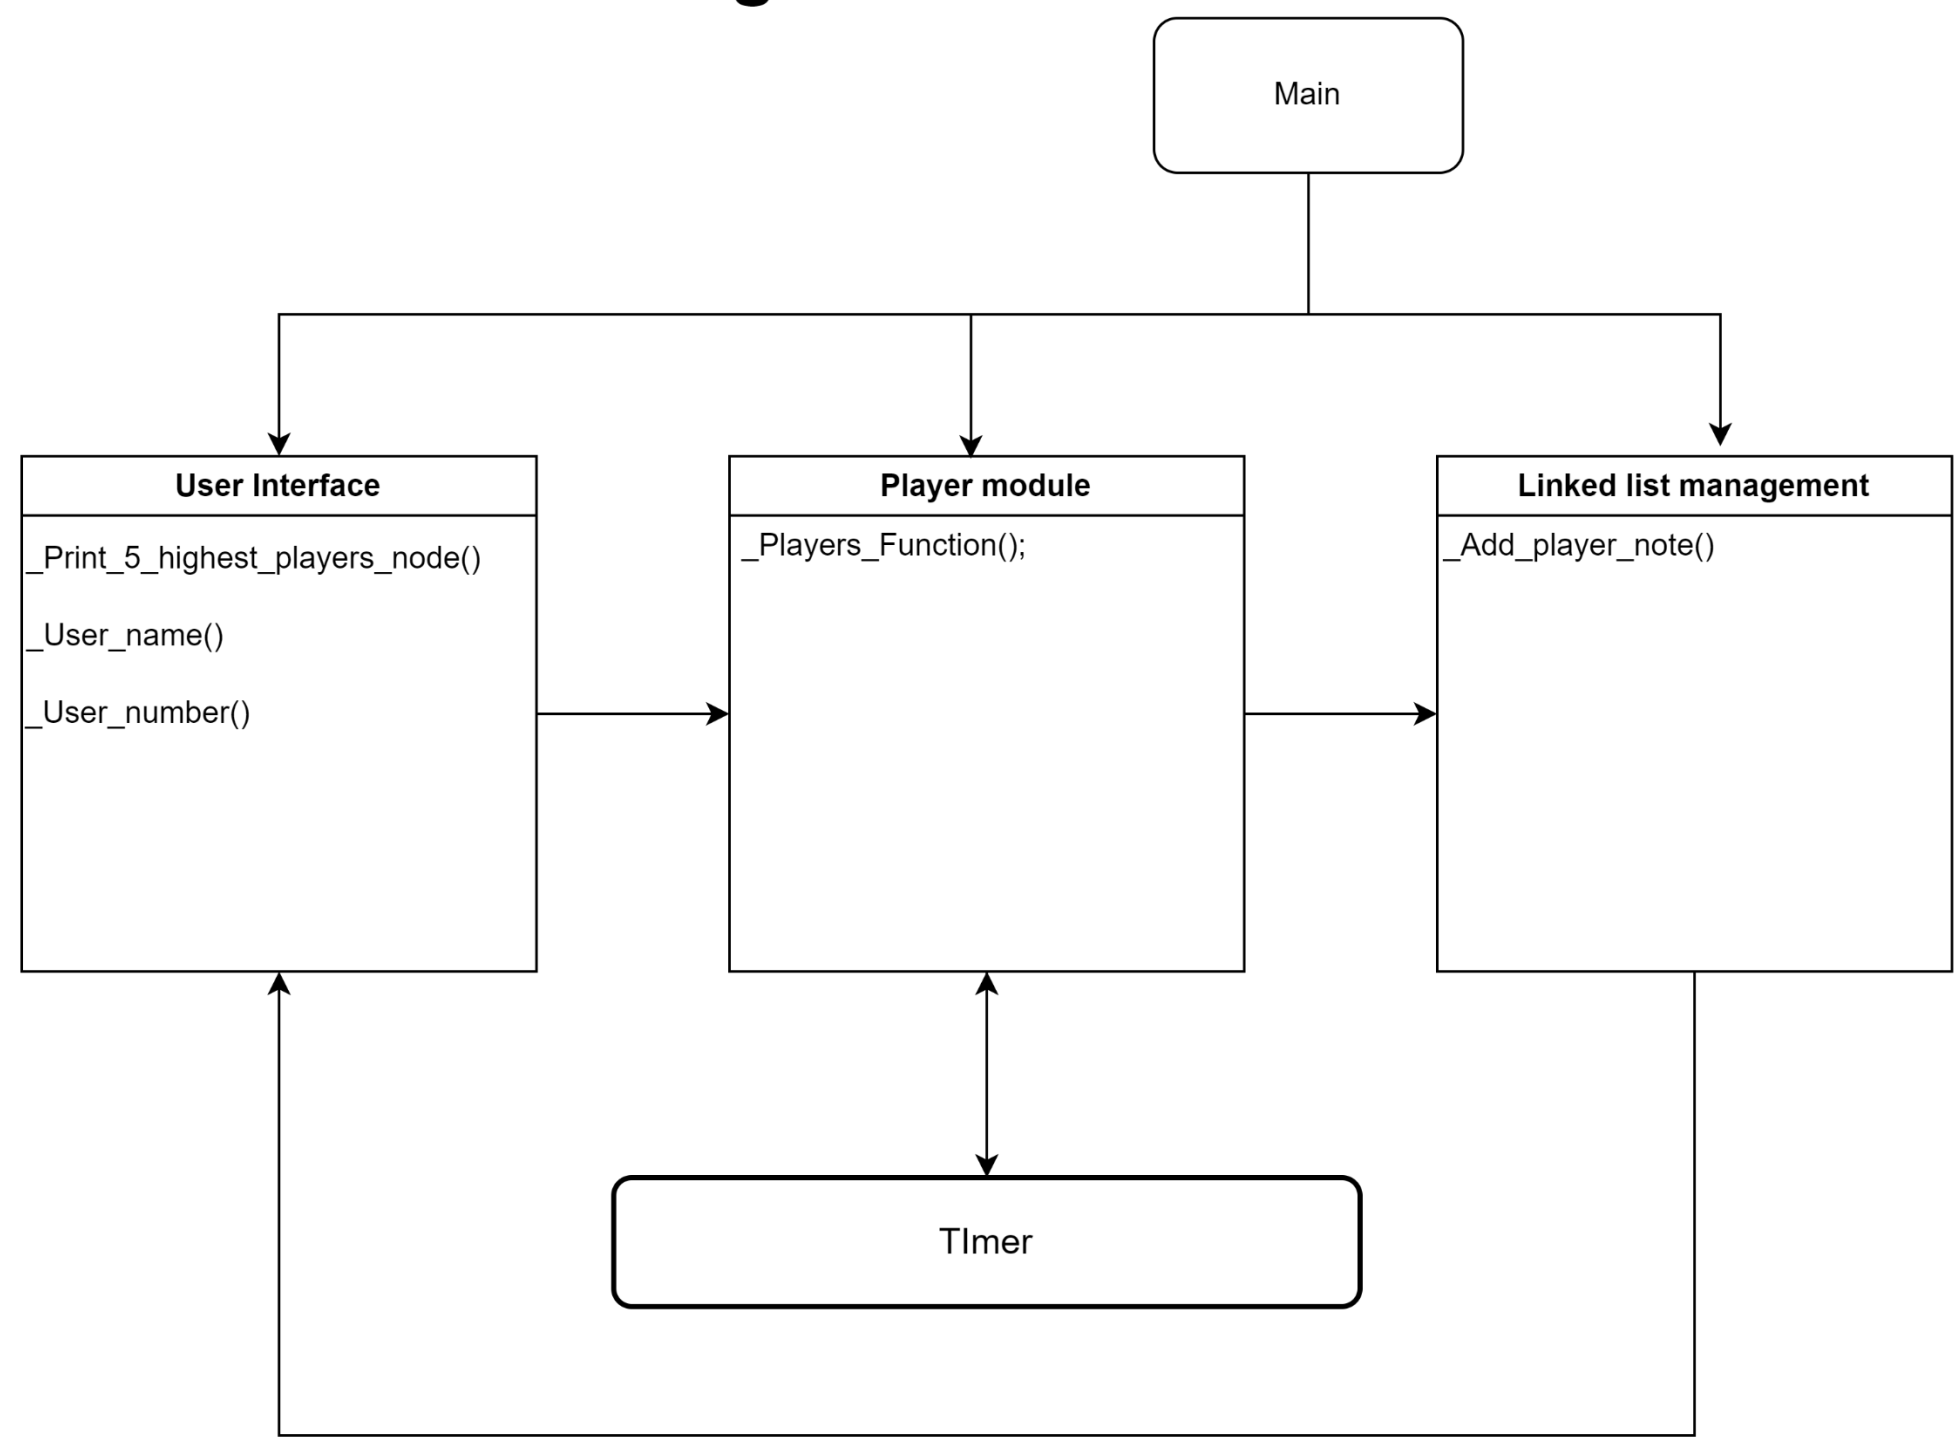 Main
User Interface
_Print_5_highest_players_node()
_User_name()
_User_number()
Player module
_Players_Function();
Linked list management
_Add_player_note()
TImer